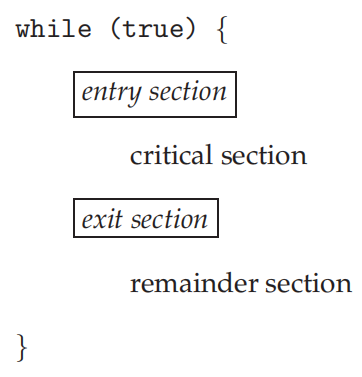 while (true) {
entry section
critical section
exit section
remainder section
}